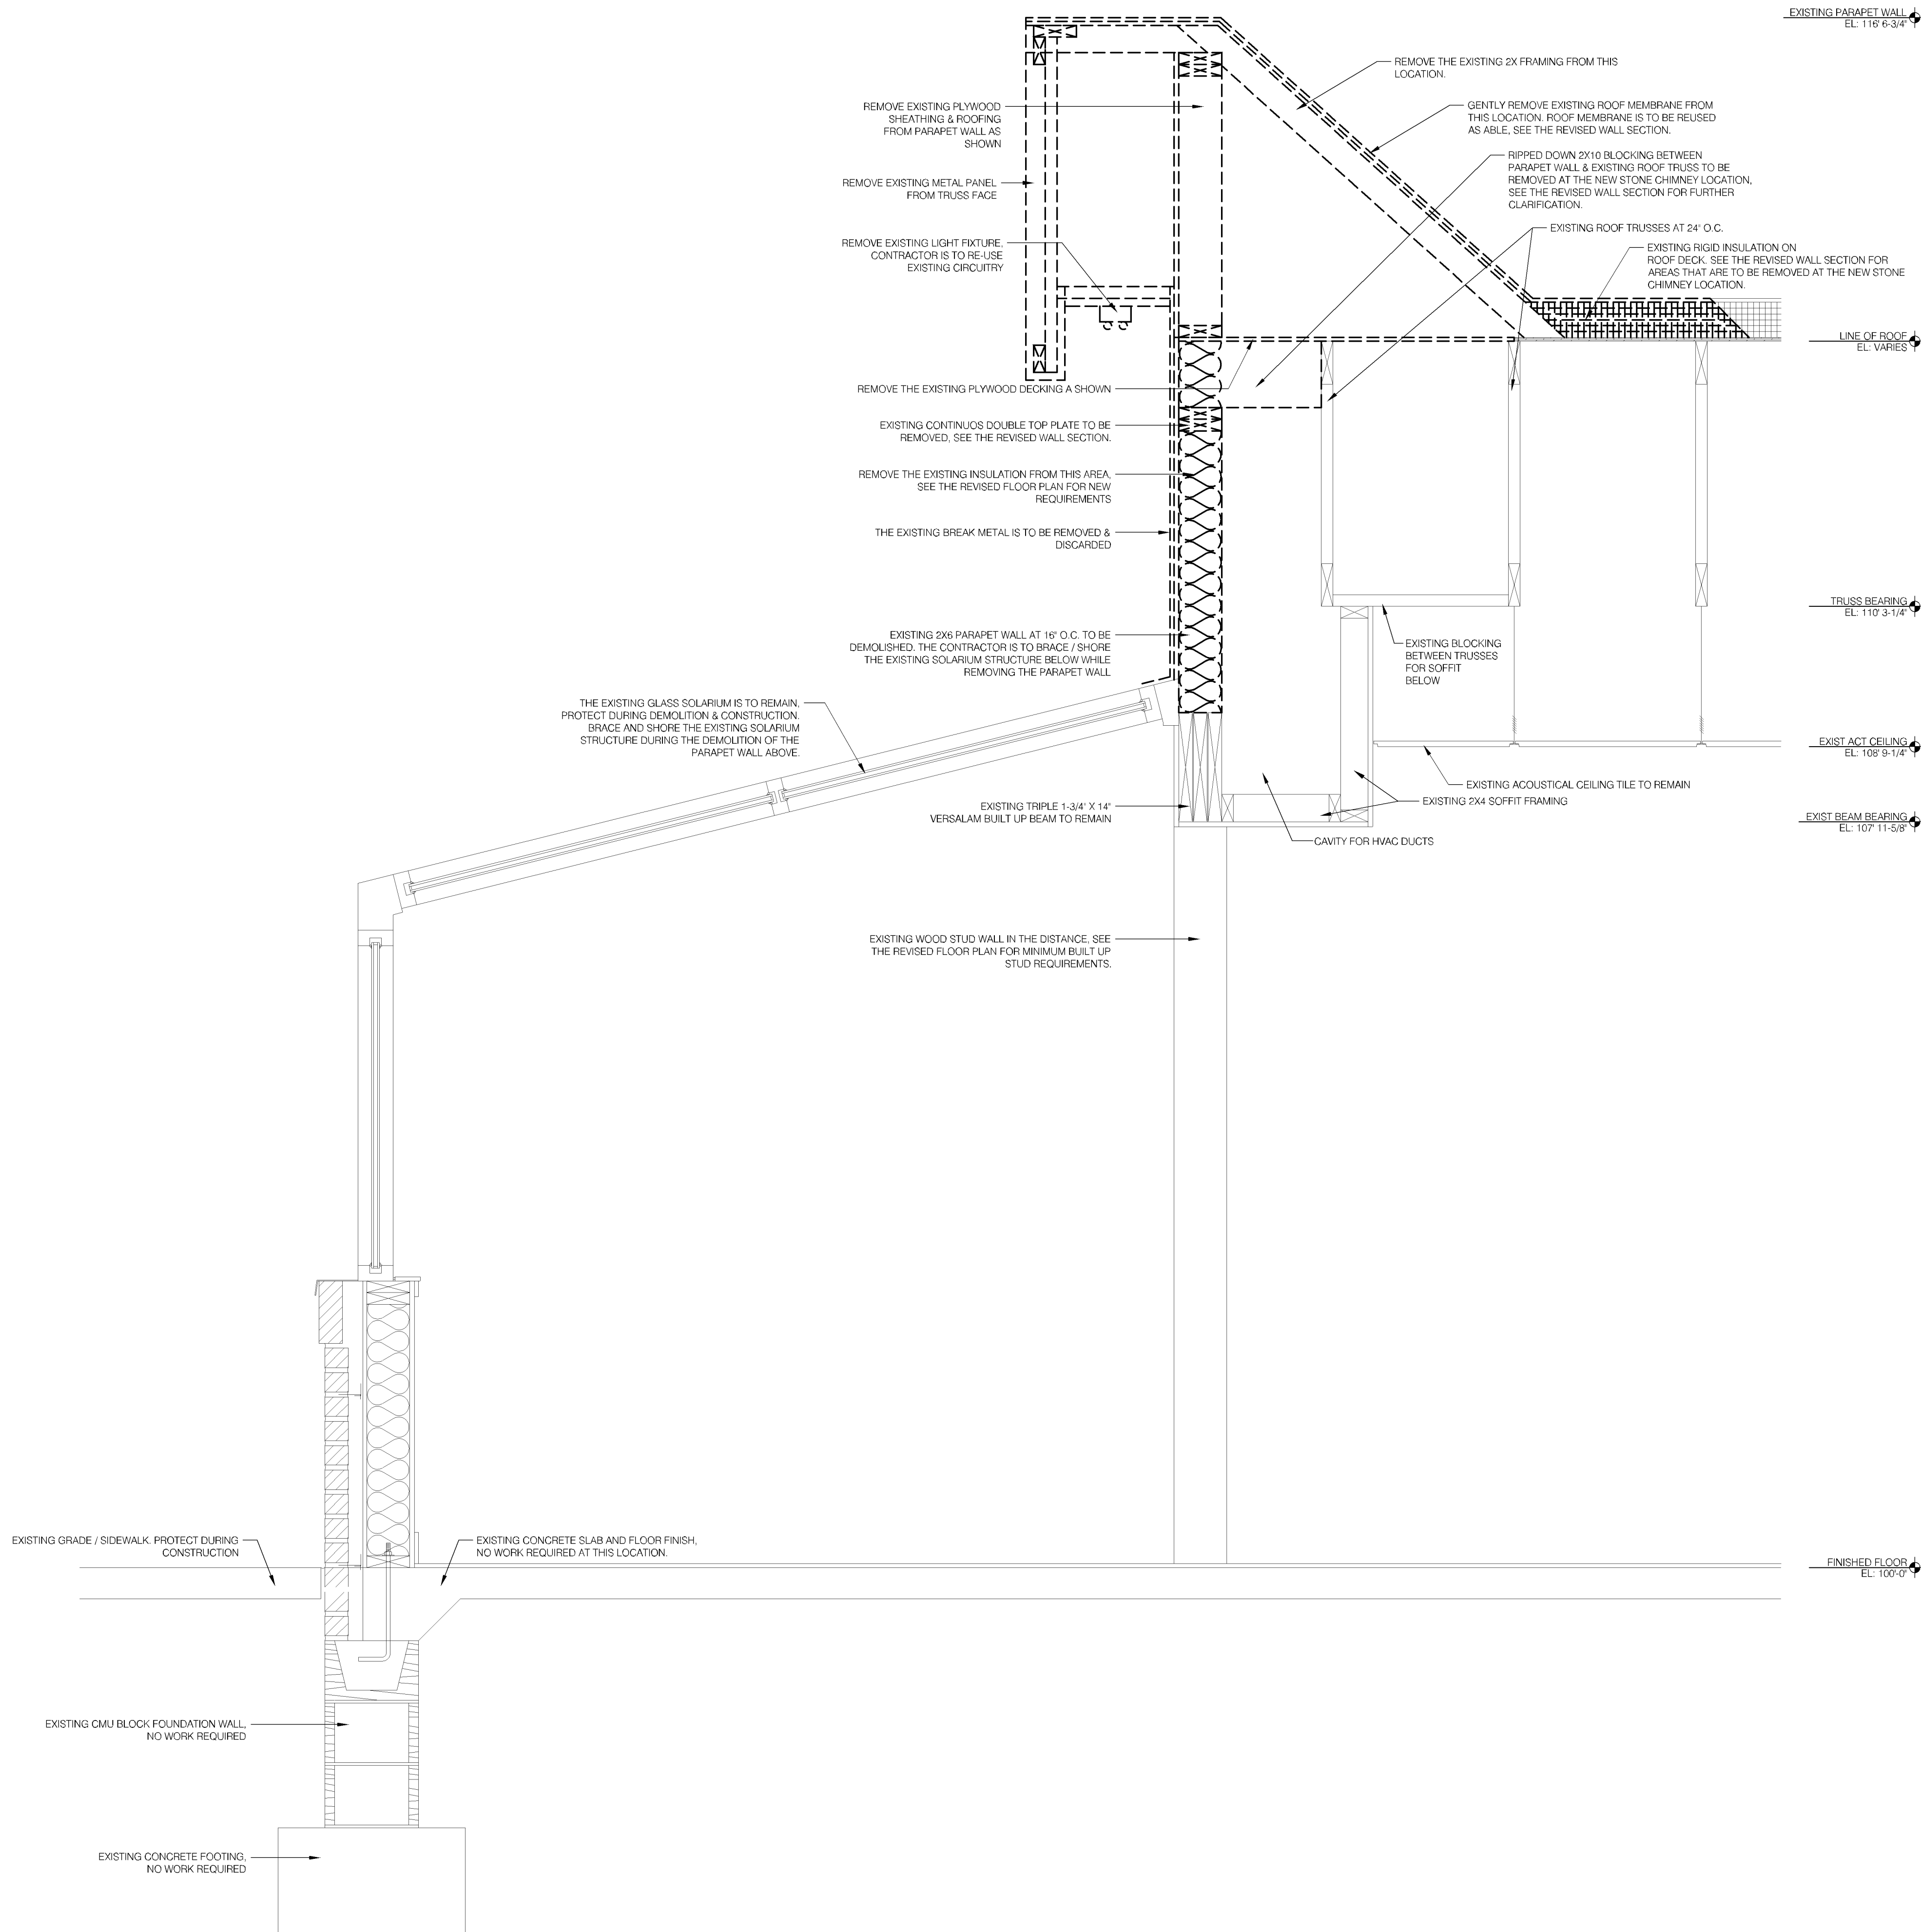 EXISTING PARAPET WALL
EL: 116' 6-3/4"
REMOVE THE EXISTING 2X FRAMING FROM THIS
LOCATION.
REMOVE EXISTING PLYWOOD
SHEATHING & ROOFING
FROM PARAPET WALL AS
SHOWN
GENTLY REMOVE EXISTING ROOF MEMBRANE FROM
THIS LOCATION. ROOF MEMBRANE IS TO BE REUSED
AS ABLE, SEE THE REVISED WALL SECTION.
RIPPED DOWN 2X10 BLOCKING BETWEEN
PARAPET WALL & EXISTING ROOF TRUSS TO BE
REMOVED AT THE NEW STONE CHIMNEY LOCATION,
SEE THE REVISED WALL SECTION FOR FURTHER
CLARIFICATION.
REMOVE EXISTING METAL PANEL
FROM TRUSS FACE
EXISTING ROOF TRUSSES AT 24" O.C.
REMOVE EXISTING LIGHT FIXTURE,
CONTRACTOR IS TO RE-USE
EXISTING CIRCUITRY
EXISTING RIGID INSULATION ON
ROOF DECK. SEE THE REVISED WALL SECTION FOR
AREAS THAT ARE TO BE REMOVED AT THE NEW STONE
CHIMNEY LOCATION.
LINE OF ROOF
EL: VARIES
REMOVE THE EXISTING PLYWOOD DECKING A SHOWN
EXISTING CONTINUOS DOUBLE TOP PLATE TO BE
REMOVED, SEE THE REVISED WALL SECTION.
REMOVE THE EXISTING INSULATION FROM THIS AREA,
SEE THE REVISED FLOOR PLAN FOR NEW
REQUIREMENTS
THE EXISTING BREAK METAL IS TO BE REMOVED &
DISCARDED
TRUSS BEARING
EL: 110' 3-1/4"
EXISTING 2X6 PARAPET WALL AT 16" O.C. TO BE
DEMOLISHED. THE CONTRACTOR IS TO BRACE / SHORE
THE EXISTING SOLARIUM STRUCTURE BELOW WHILE
REMOVING THE PARAPET WALL
EXISTING BLOCKING
BETWEEN TRUSSES
FOR SOFFIT
BELOW
THE EXISTING GLASS SOLARIUM IS TO REMAIN,
PROTECT DURING DEMOLITION & CONSTRUCTION.
BRACE AND SHORE THE EXISTING SOLARIUM
STRUCTURE DURING THE DEMOLITION OF THE
PARAPET WALL ABOVE.
EXIST ACT CEILING
EL: 108' 9-1/4"
EXISTING ACOUSTICAL CEILING TILE TO REMAIN
EXISTING 2X4 SOFFIT FRAMING
EXISTING TRIPLE 1-3/4" X 14"
VERSALAM BUILT UP BEAM TO REMAIN
EXIST BEAM BEARING
EL: 107' 11-5/8"
CAVITY FOR HVAC DUCTS
EXISTING WOOD STUD WALL IN THE DISTANCE, SEE
THE REVISED FLOOR PLAN FOR MINIMUM BUILT UP
STUD REQUIREMENTS.
EXISTING GRADE / SIDEWALK. PROTECT DURING
CONSTRUCTION
EXISTING CONCRETE SLAB AND FLOOR FINISH,
NO WORK REQUIRED AT THIS LOCATION.
FINISHED FLOOR
EL: 100'-0"
EXISTING CMU BLOCK FOUNDATION WALL,
NO WORK REQUIRED
EXISTING CONCRETE FOOTING,
NO WORK REQUIRED